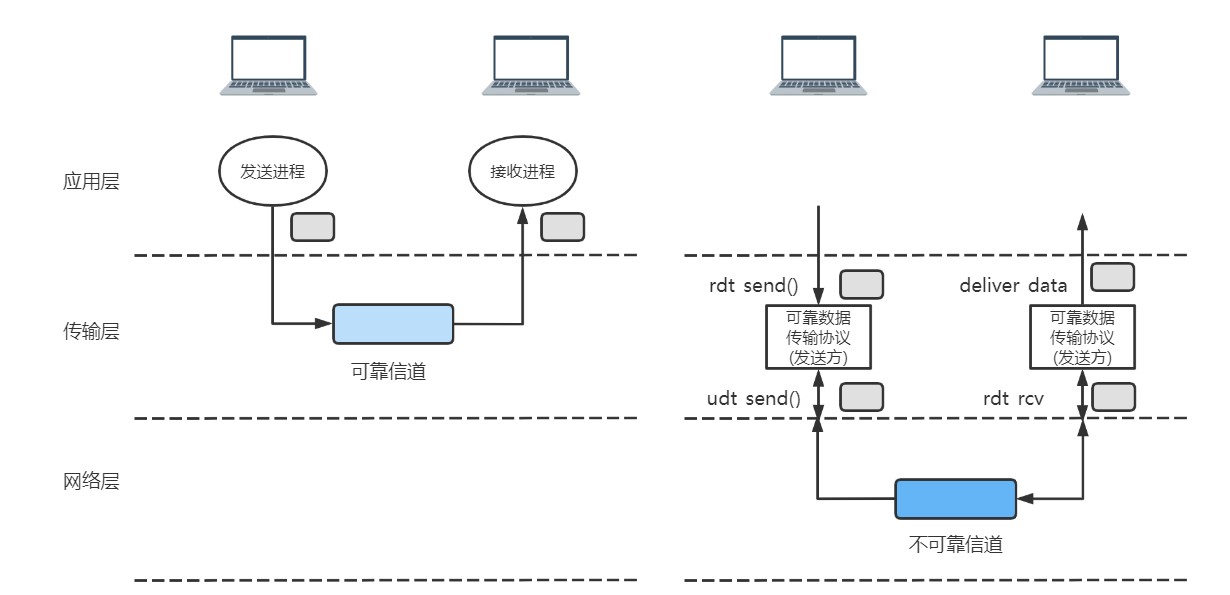 应用层
发送进程
接收进程
传输层
可靠信道
网络层
rdt send()
deliver data
可靠数据
传输协议
(发送方)
可靠数据
传输协议
(发送方)
udt send()
rdt rcv
不可靠信道